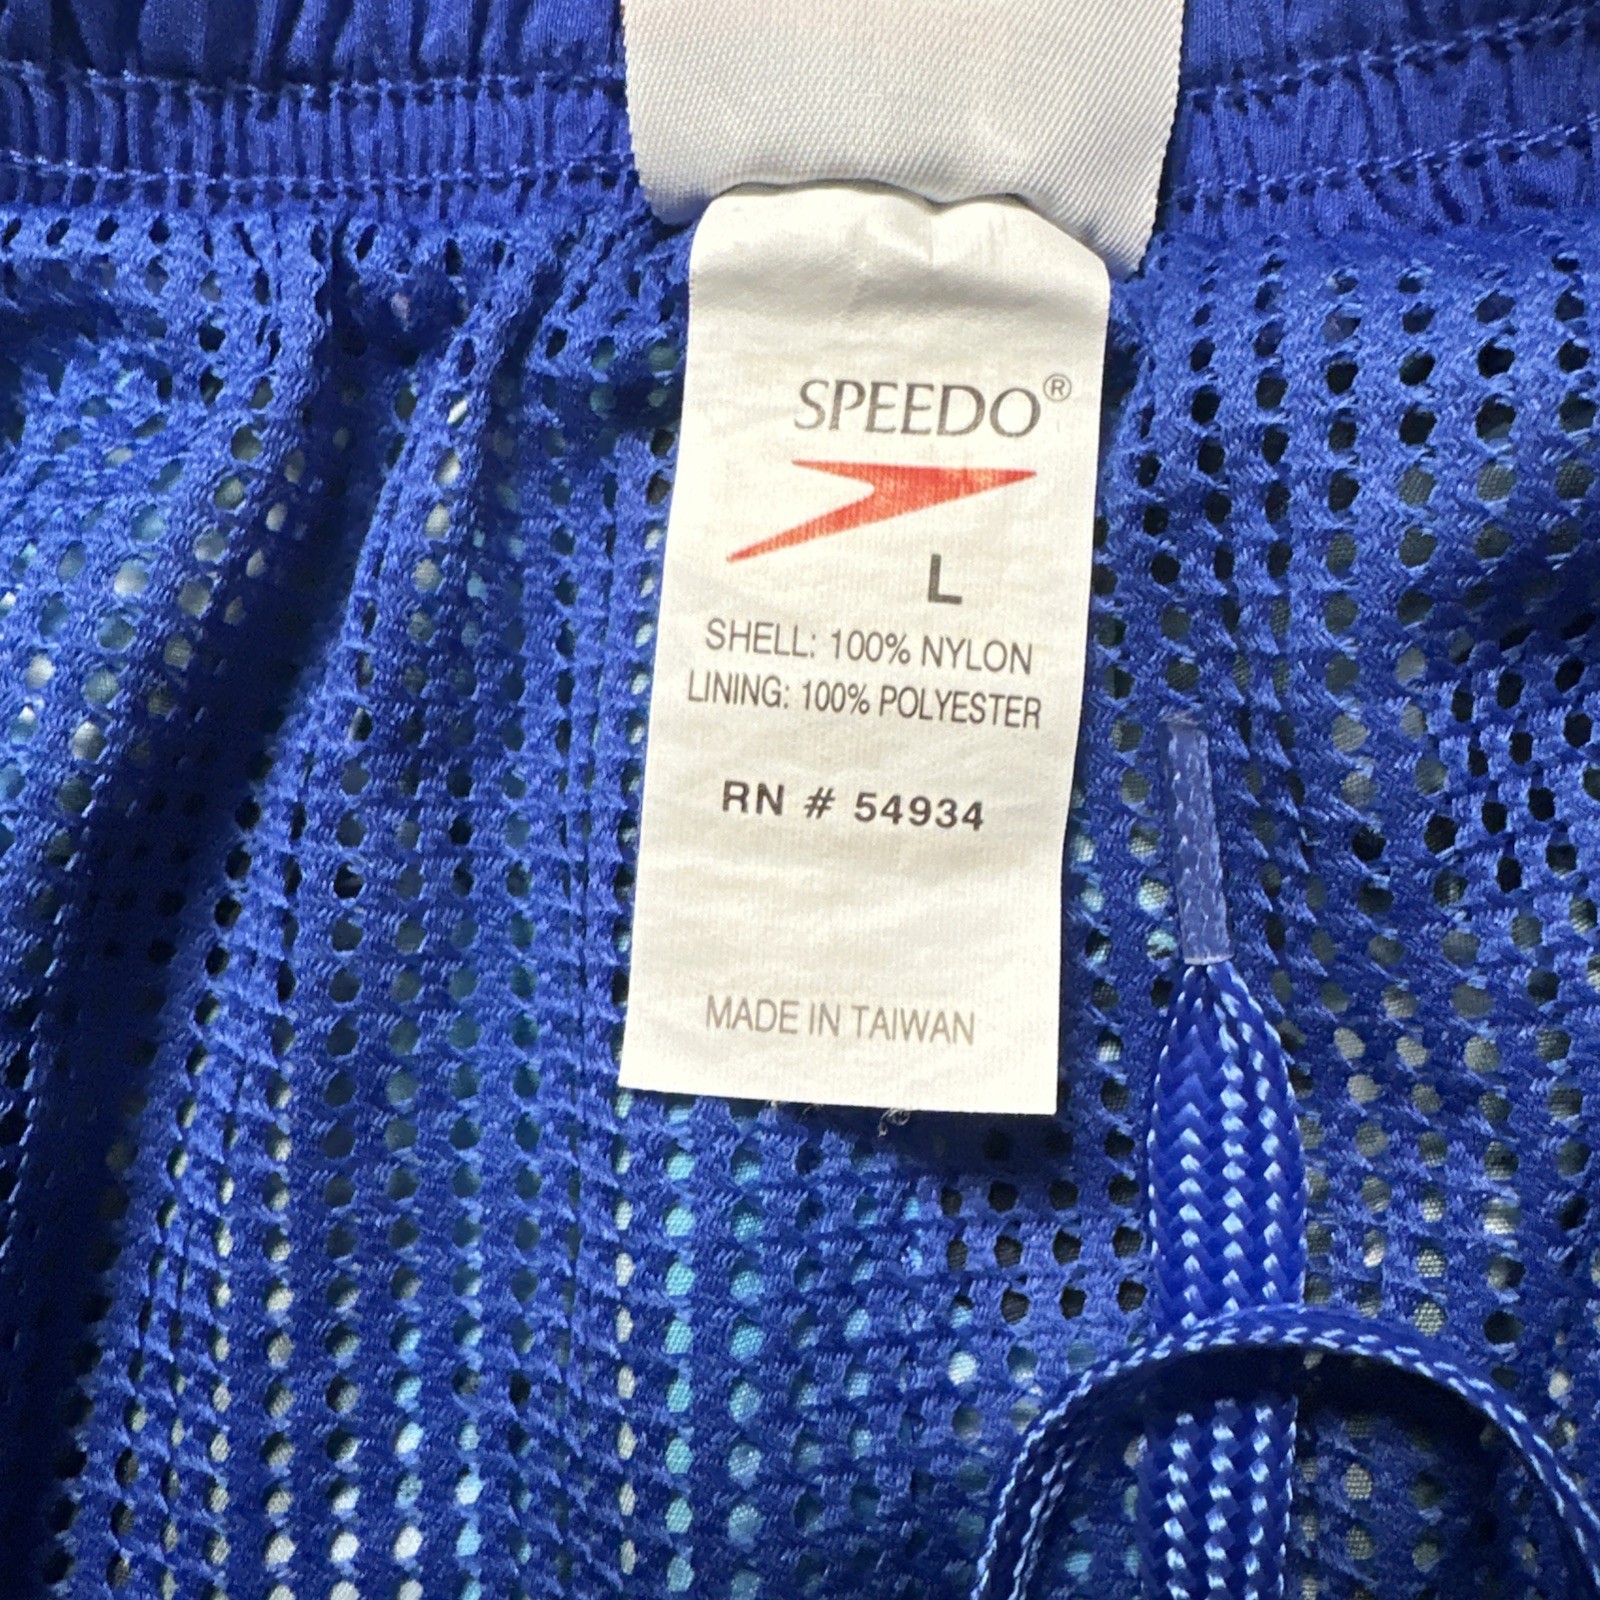 SPEEDO®
L
SHELL: 100% NYLON
LINING: 100% POLYESTER
RN # 54934
MADE IN TAIWAN